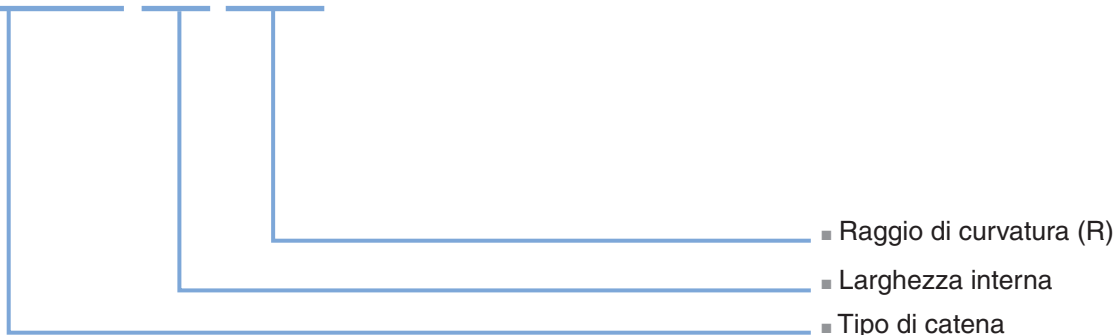 ▪ Raggio di curvatura (R)
▪ Larghezza interna
▪ Tipo di catena